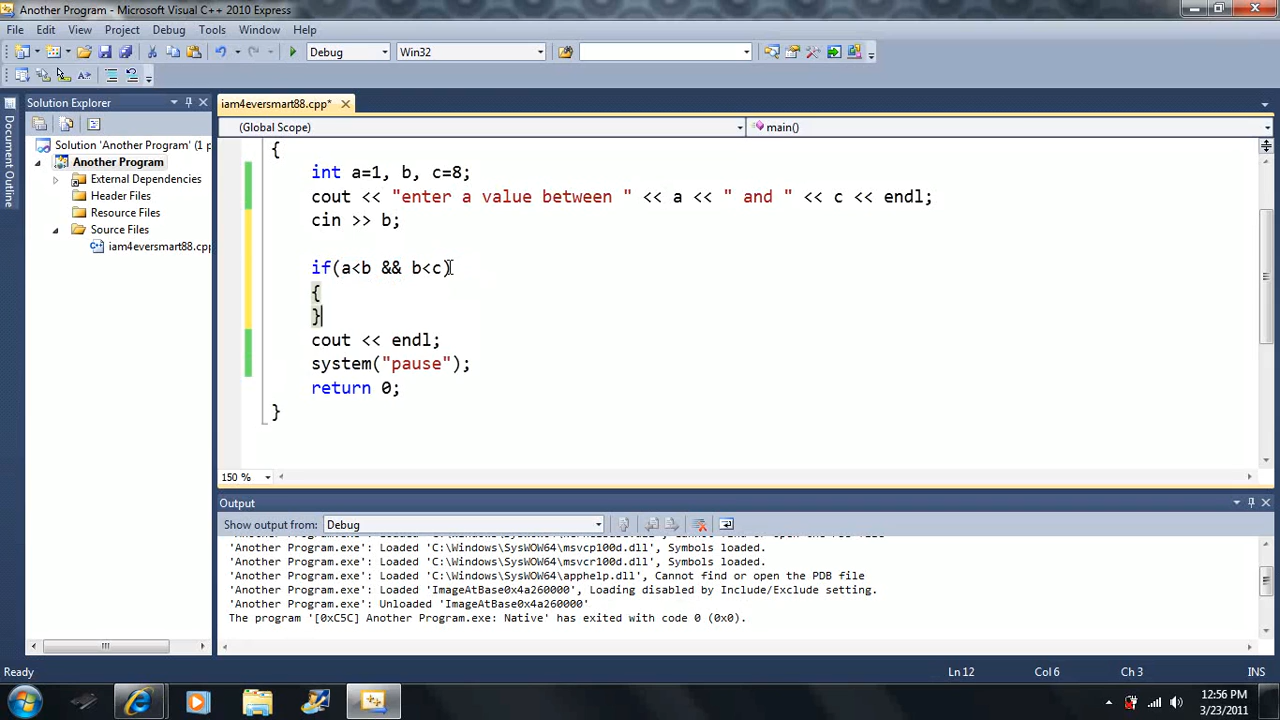 Another Program - Microsoft Visual C++ 2010 Express
File Edit View Project Debug Tools Window Help
Debug Win32
Solution Explorer
iam4eversmart88.cpp*
(Global Scope) main()
Document Outline
Solution 'Another Program' (1 p
Another Program
External Dependencies
Header Files
Resource Files
Source Files
iam4eversmart88.cpp
{
int a=1, b, c=8;
cout << "enter a value between " << a << " and " << c << endl;
cin >> b;
if(a<b && b<c)
{
}
cout << endl;
system("pause");
return 0;
}
150 %
Output
Show output from: Debug
'Another Program.exe': Loaded 'C:\Windows\SysWOW64\msvcp100d.dll', Symbols loaded.
'Another Program.exe': Loaded 'C:\Windows\SysWOW64\msvcr100d.dll', Symbols loaded.
'Another Program.exe': Loaded 'C:\Windows\SysWOW64\apphelp.dll', Cannot find or open the PDB file
'Another Program.exe': Loaded 'ImageAtBase0x4a260000', Loading disabled by Include/Exclude setting.
'Another Program.exe': Unloaded 'ImageAtBase0x4a260000'
The program '[0xC5C] Another Program.exe: Native' has exited with code 0 (0x0).
Ready Ln 12 Col 6 Ch 3 INS
12:56 PM
3/23/2011